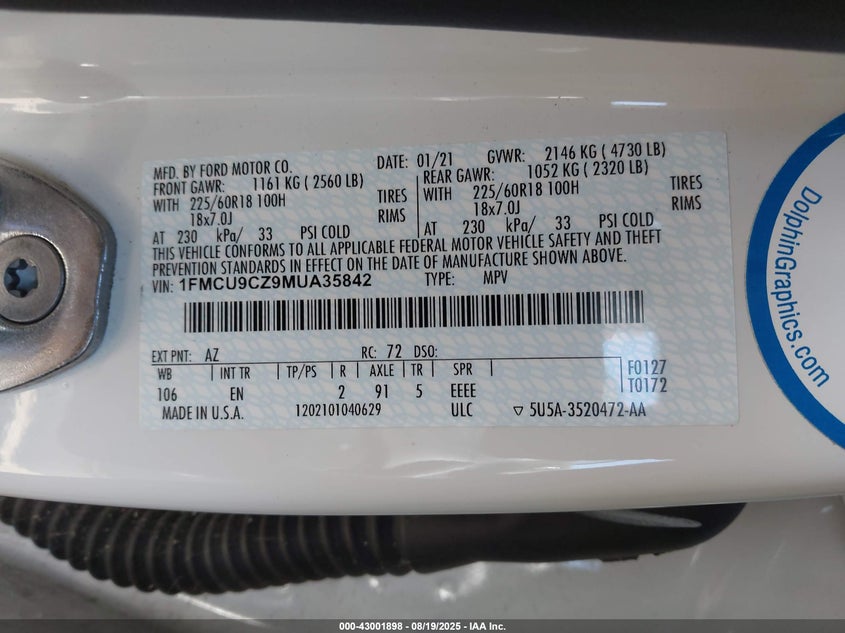 MFD. BY FORD MOTOR CO. DATE: 01/21 GVWR: 2146 KG ( 4730 LB)
FRONT GAWR: 1161 KG ( 2560 LB) REAR GAWR: 1052 KG ( 2320 LB)
WITH 225/60R18 100H TIRES WITH 225/60R18 100H TIRES
18x7.0J RIMS 18x7.0J RIMS
AT 230 kPa/ 33 PSI COLD AT 230 kPa/ 33 PSI COLD
THIS VEHICLE CONFORMS TO ALL APPLICABLE FEDERAL MOTOR VEHICLE SAFETY AND THEFT
PREVENTION STANDARDS IN EFFECT ON THE DATE OF MANUFACTURE SHOWN ABOVE.
VIN: 1FMCU9CZ9MUA35842 TYPE: MPV
EXT PNT: AZ RC: 72 DSO:
WB INT TR TP/PS R AXLE TR SPR F0127
106 EN 2 91 5 EEEE T0172
MADE IN U.S.A. 1202101040629 ULC ▽ 5U5A-3520472-AA
DolphinGraphics.com
000-43001898 - 08/19/2025 - IAA Inc.